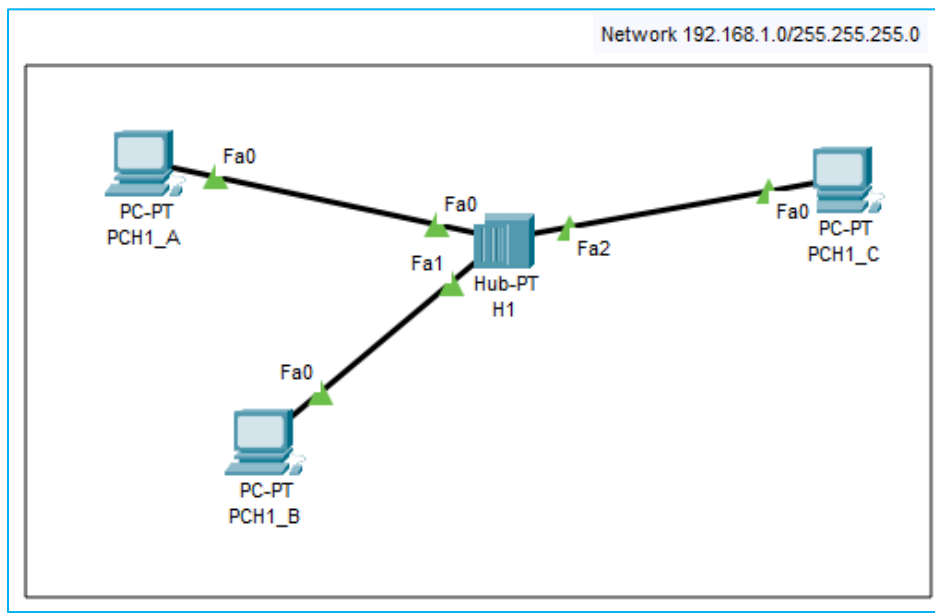 Network 192.168.1.0/255.255.255.0
Fa0
PC-PT
PCH1_A
Fa0
Fa1
Hub-PT
H1
Fa2
Fa0
PC-PT
PCH1_C
Fa0
PC-PT
PCH1_B